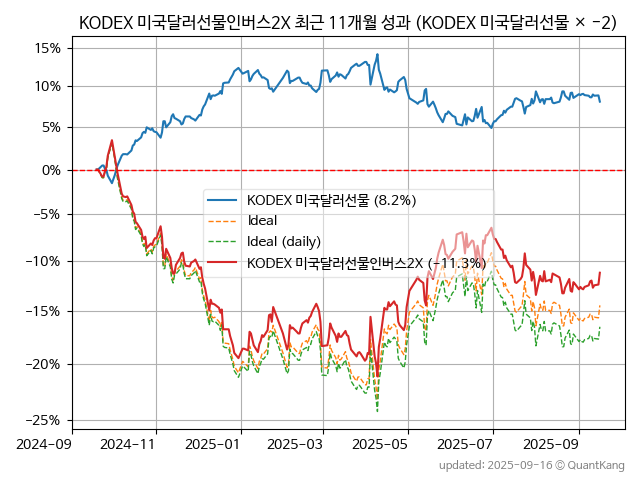 KODEX 미국달러선물인버스2X 최근 11개월 성과 (KODEX 미국달러선물 × −2)
15%
10%
5%
0%
−5%
−10%
−15%
−20%
−25%
KODEX 미국달러선물 (8.2%)
Ideal
Ideal (daily)
KODEX 미국달러선물인버스2X (−11.3%)
2024-09
2024-11
2025-01
2025-03
2025-05
2025-07
2025-09
updated: 2025-09-16 © QuantKang